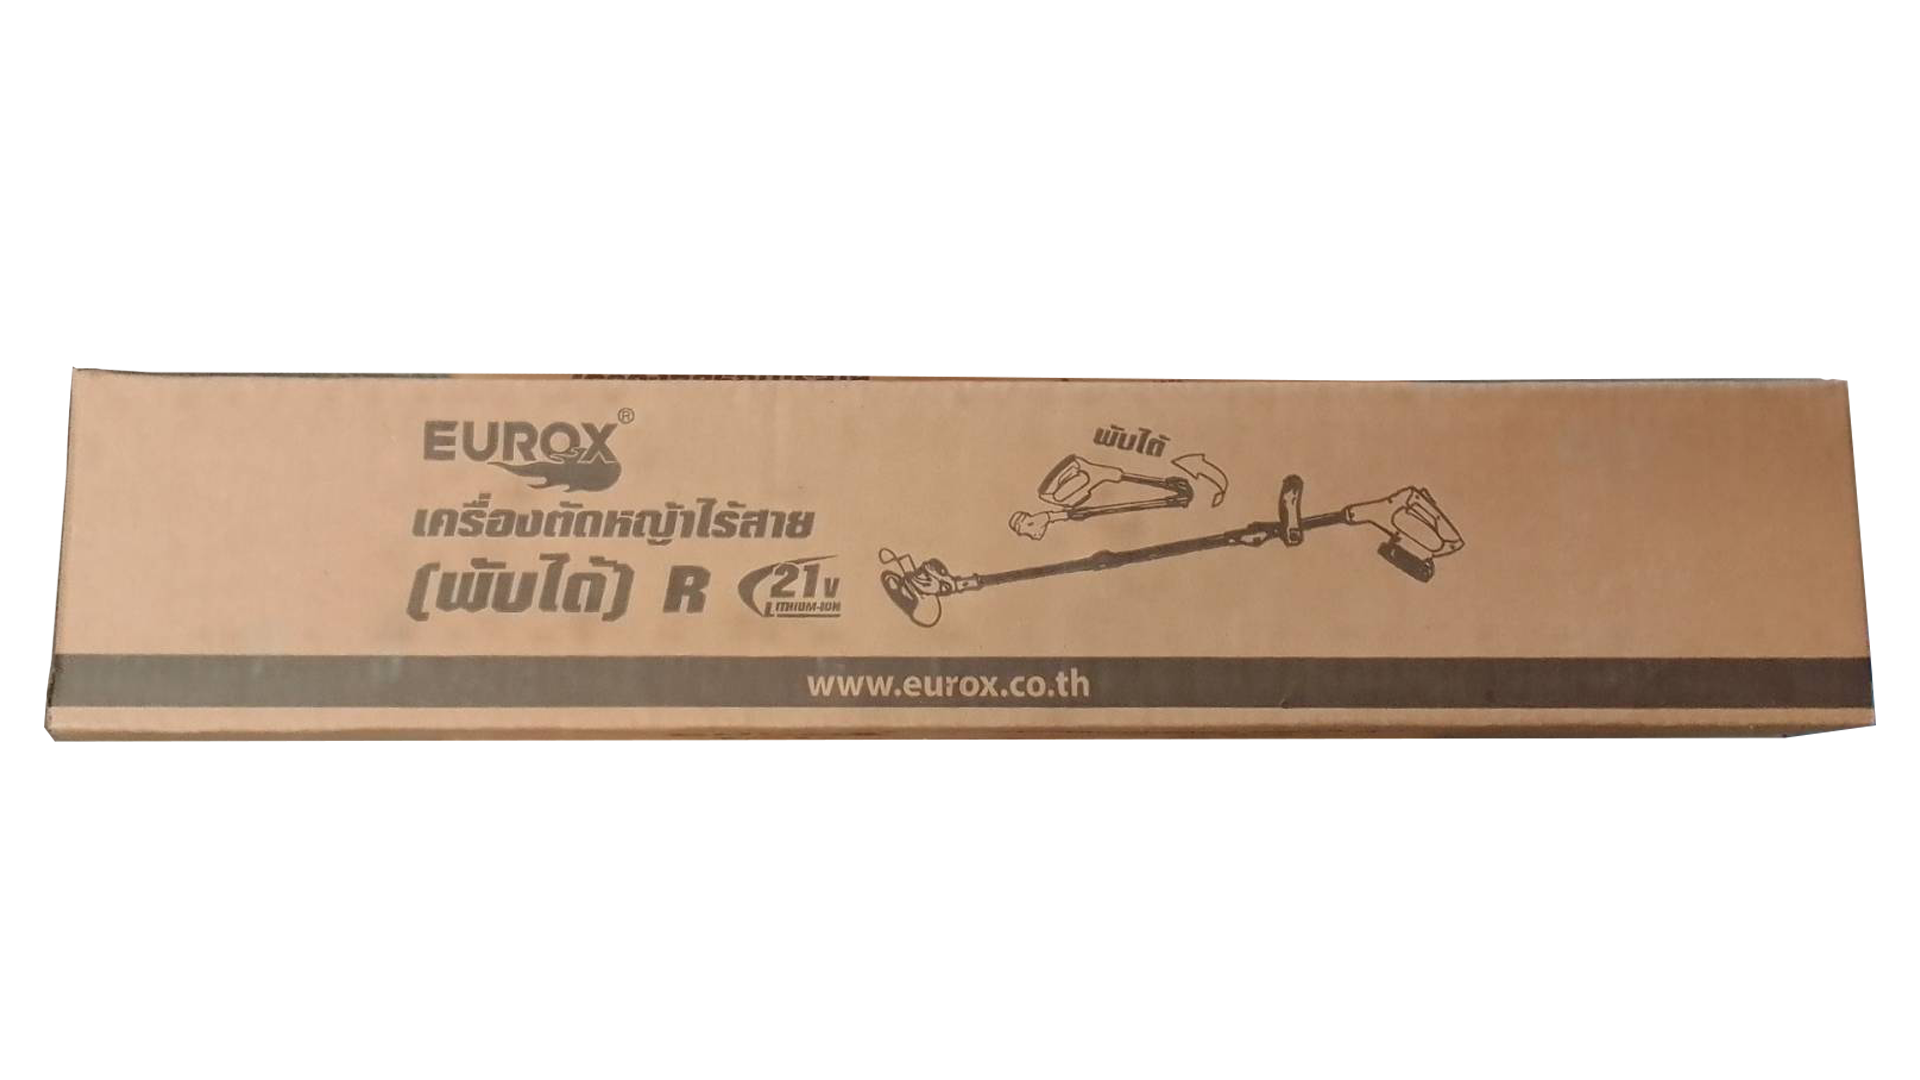 EUROX®
เครื่องตัดหญ้าไร้สาย
(พับได้) R 21V
LITHIUM-ION
พับได้
www.eurox.co.th